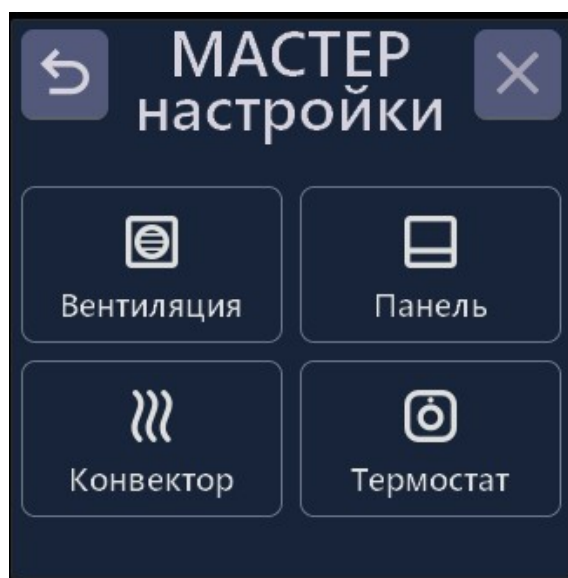 МАСТЕР
настройки
Вентиляция
Панель
Конвектор
Термостат